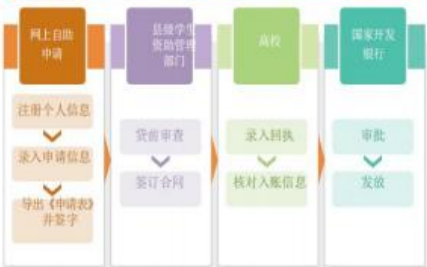 网上自助
申请
注册个人信息
录入申请信息
导出《申请表》
并签字
县级学生
资助管理
部门
贷前审查
签订合同
高校
录入回执
核对入账信息
国家开发
银行
审批
发放